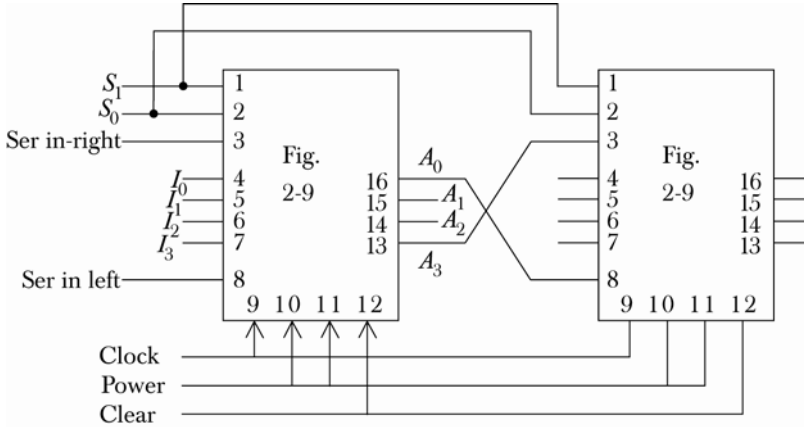 S₁ 1 1
S₀ 2 2
Ser in-right 3 3
Fig. Fig.
I₀ 4 16 A₀ 4 16
2-9 2-9
I₁ 5 15 A₁ 5 15
I₂ 6 14 A₂ 6 14
I₃ 7 13 A₃ 7 13
Ser in left 8 8
9 10 11 12 9 10 11 12
Clock
Power
Clear